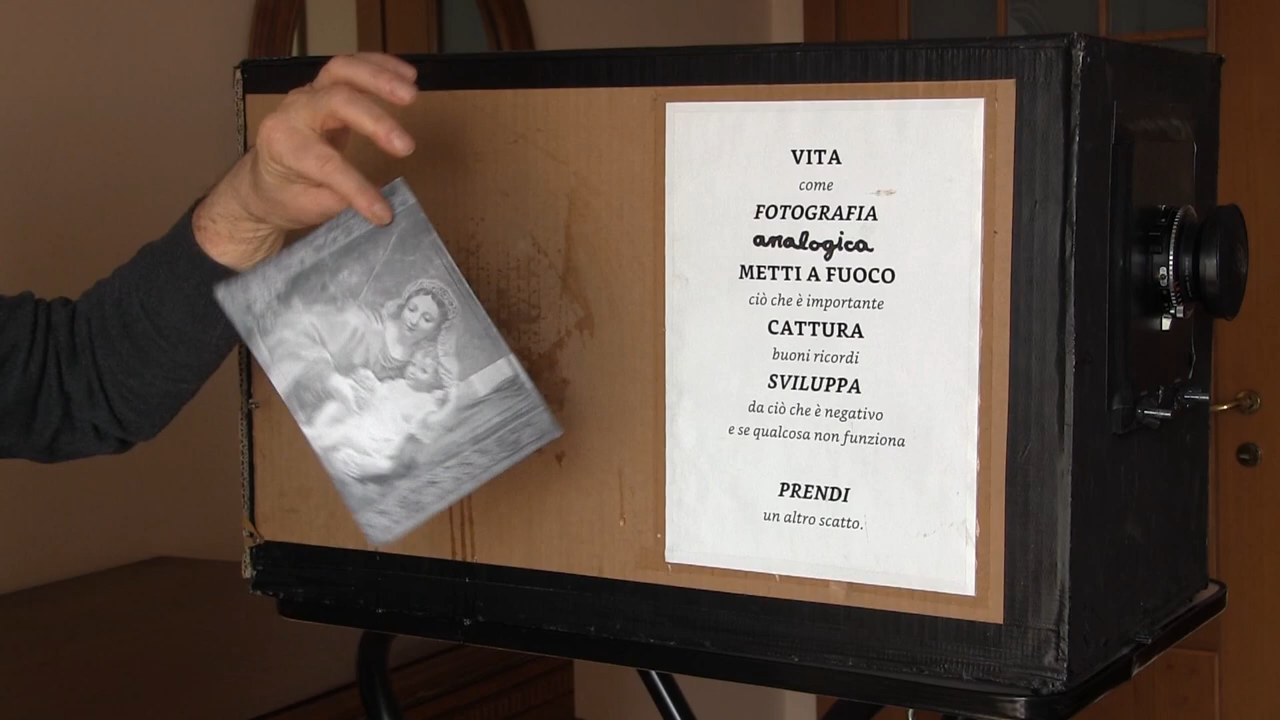 VITA
come
FOTOGRAFIA
analogica
METTI A FUOCO
ciò che è importante
CATTURA
buoni ricordi
SVILUPPA
da ciò che è negativo
e se qualcosa non funziona
PRENDI
un altro scatto.